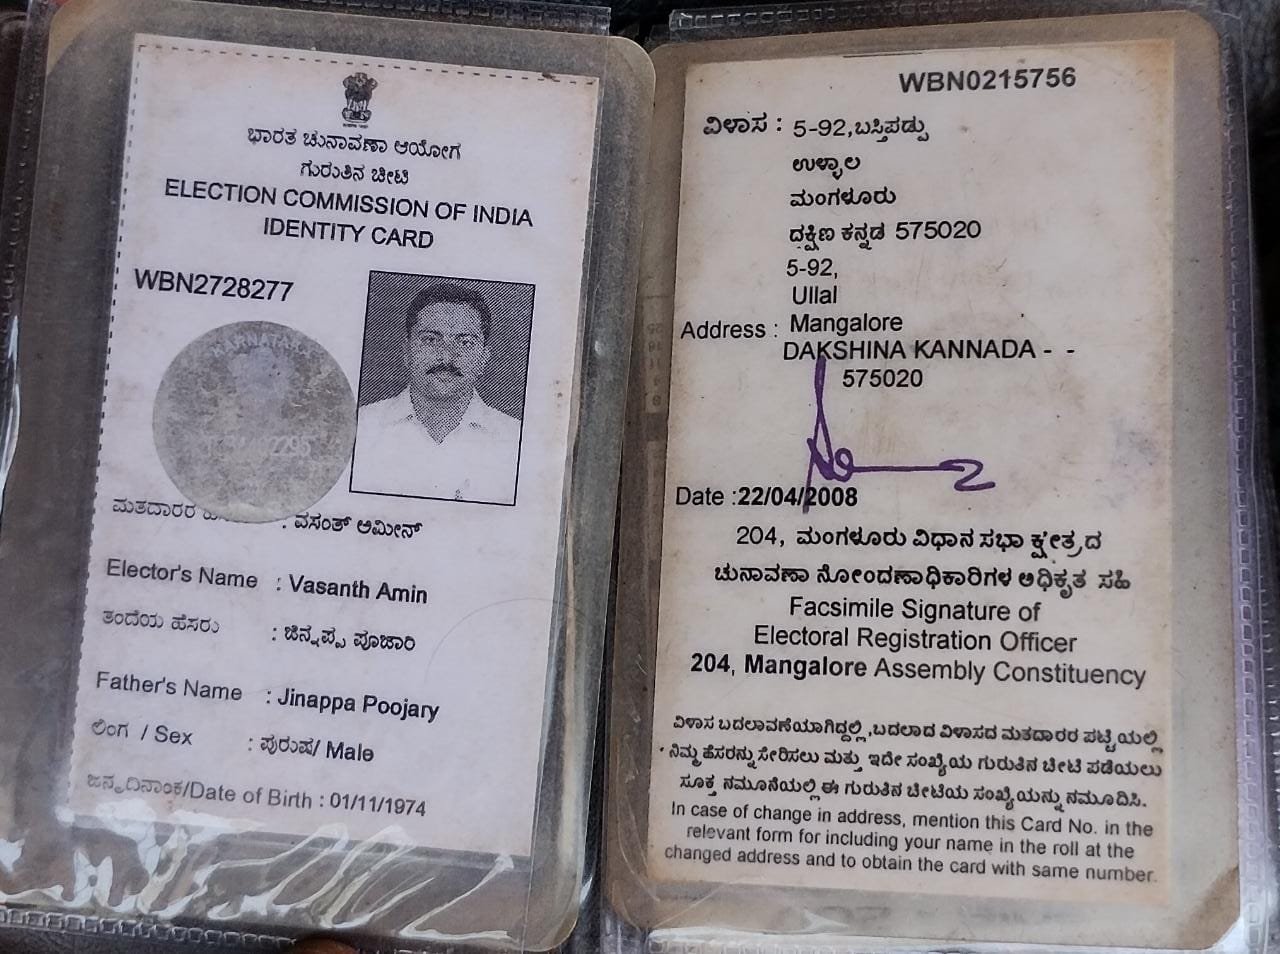 ಭಾರತ ಚುನಾವಣಾ ಆಯೋಗ
ಗುರುತಿನ ಚೀಟಿ
ELECTION COMMISSION OF INDIA
IDENTITY CARD
WBN2728277
KARNATAKA
ಮತದಾರರ : ವಸಂತ್ ಅಮೀನ್
Elector's Name : Vasanth Amin
ತಂದೆಯ ಹೆಸರು : ಜಿನ್ನಪ್ಪ ಪೂಜಾರಿ
Father's Name : Jinappa Poojary
ಲಿಂಗ / Sex : ಪುರುಷ/ Male
ಜನ್ಮದಿನಾಂಕ/Date of Birth : 01/11/1974
WBN0215756
ವಿಳಾಸ : 5-92,ಬಸ್ತಿಪಡ್ಪು
ಉಳ್ಳಾಲ
ಮಂಗಳೂರು
ದಕ್ಷಿಣ ಕನ್ನಡ 575020
5-92,
Ullal
Address : Mangalore
DAKSHINA KANNADA - -
575020
Date :22/04/2008
204, ಮಂಗಳೂರು ವಿಧಾನ ಸಭಾ ಕ್ಷೇತ್ರದ
ಚುನಾವಣಾ ನೋಂದಣಾಧಿಕಾರಿಗಳ ಅಧಿಕೃತ ಸಹಿ
Facsimile Signature of
Electoral Registration Officer
204, Mangalore Assembly Constituency
ವಿಳಾಸ ಬದಲಾವಣೆಯಾಗಿದ್ದಲ್ಲಿ,ಬದಲಾದ ವಿಳಾಸದ ಮತದಾರರ ಪಟ್ಟಿಯಲ್ಲಿ
ನಿಮ್ಮ ಹೆಸರನ್ನು ಸೇರಿಸಲು ಮತ್ತು ಇದೇ ಸಂಖ್ಯೆಯ ಗುರುತಿನ ಚೀಟಿ ಪಡೆಯಲು
ಸೂಕ್ತ ನಮೂನೆಯಲ್ಲಿ ಈ ಗುರುತಿನ ಚೀಟಿಯ ಸಂಖ್ಯೆಯನ್ನು ನಮೂದಿಸಿ.
In case of change in address, mention this Card No. in the
relevant form for including your name in the roll at the
changed address and to obtain the card with same number.